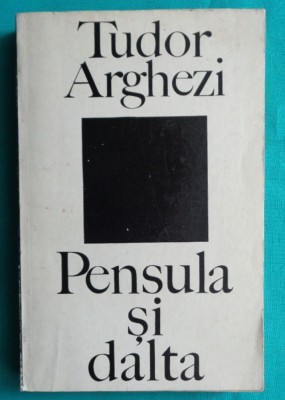 Tudor
Arghezi
Pensula
și
dalta